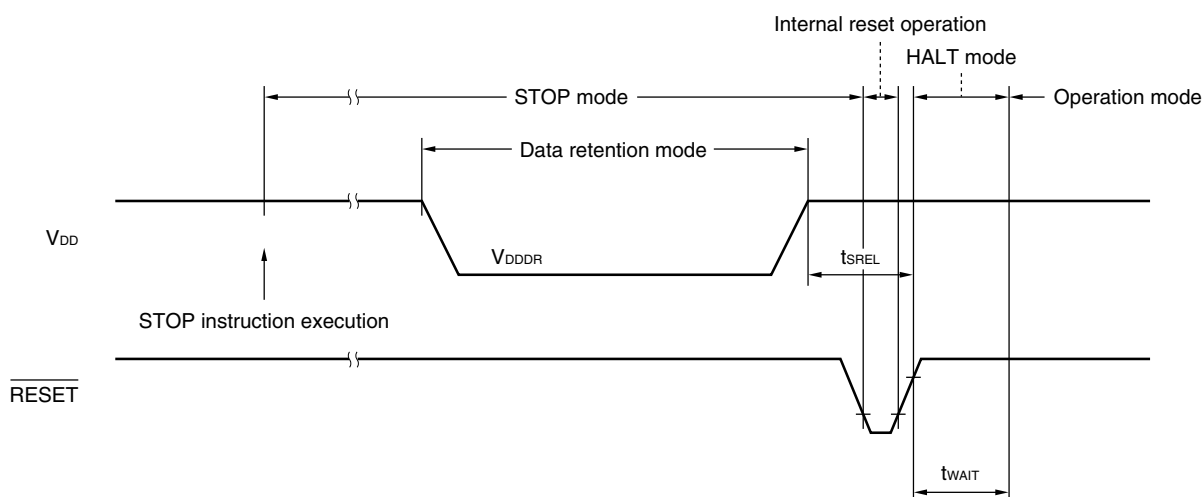 Internal reset operation
HALT mode
STOP mode
Operation mode
Data retention mode
VDD
VDDDR
tSREL
STOP instruction execution
RESET
tWAIT